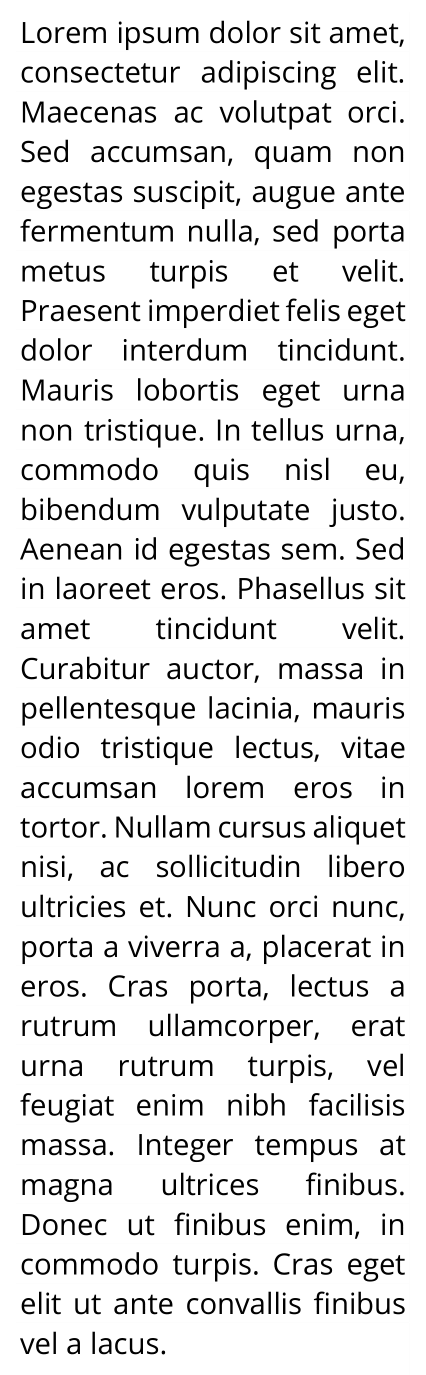 Lorem ipsum dolor sit amet,
consectetur adipiscing elit.
Maecenas ac volutpat orci.
Sed accumsan, quam non
egestas suscipit, augue ante
fermentum nulla, sed porta
metus turpis et velit.
Praesent imperdiet felis eget
dolor interdum tincidunt.
Mauris lobortis eget urna
non tristique. In tellus urna,
commodo quis nisl eu,
bibendum vulputate justo.
Aenean id egestas sem. Sed
in laoreet eros. Phasellus sit
amet tincidunt velit.
Curabitur auctor, massa in
pellentesque lacinia, mauris
odio tristique lectus, vitae
accumsan lorem eros in
tortor. Nullam cursus aliquet
nisi, ac sollicitudin libero
ultricies et. Nunc orci nunc,
porta a viverra a, placerat in
eros. Cras porta, lectus a
rutrum ullamcorper, erat
urna rutrum turpis, vel
feugiat enim nibh facilisis
massa. Integer tempus at
magna ultrices finibus.
Donec ut finibus enim, in
commodo turpis. Cras eget
elit ut ante convallis finibus
vel a lacus.